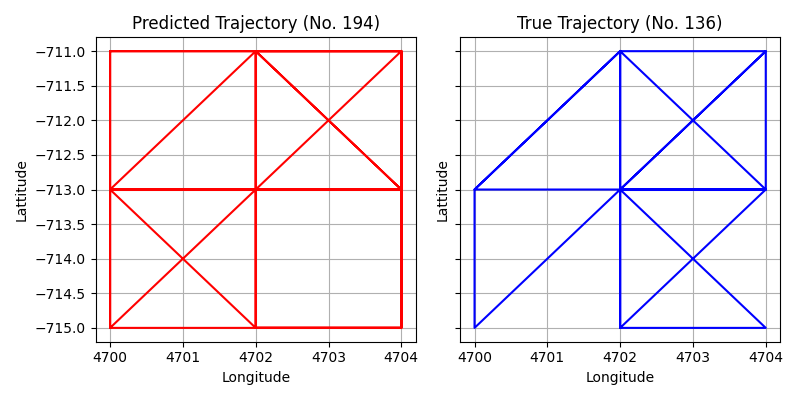 Predicted Trajectory (No. 194)
True Trajectory (No. 136)
−711.0
−711.5
−712.0
−712.5
−713.0
−713.5
−714.0
−714.5
−715.0
Lattitude
Lattitude
4700 4701 4702 4703 4704
4700 4701 4702 4703 4704
Longitude
Longitude